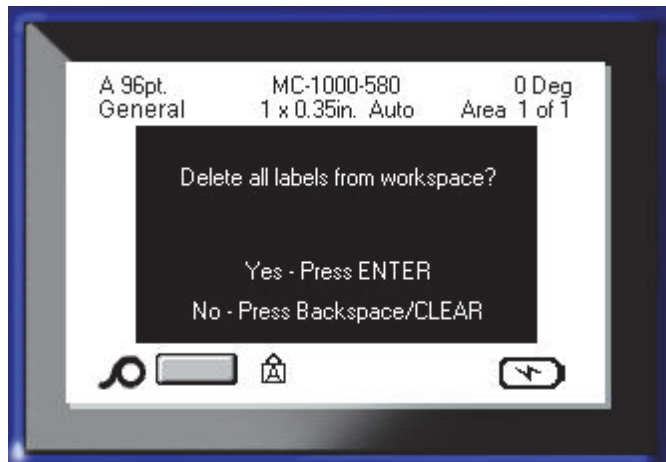 A 96pt. MC-1000-580 0 Deg
General 1 x 0.35in. Auto Area 1 of 1
Delete all labels from workspace?
Yes - Press ENTER
No - Press Backspace/CLEAR
A